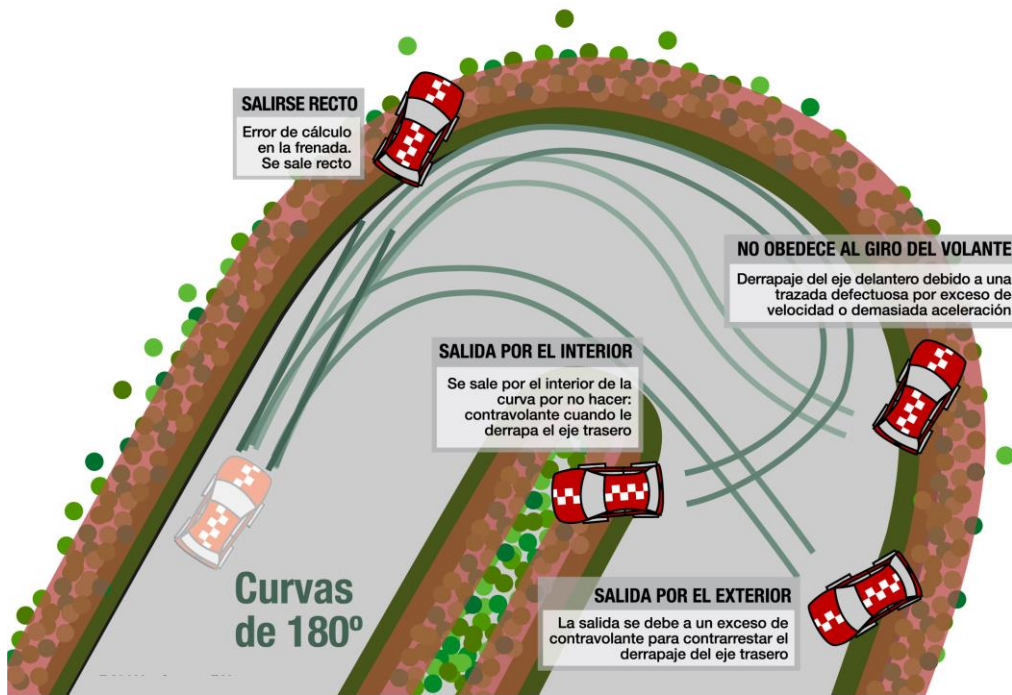 SALIRSE RECTO
Error de cálculo
en la frenada.
Se sale recto
NO OBEDECE AL GIRO DEL VOLANTE
Derrapaje del eje delantero debido a una
trazada defectuosa por exceso de
velocidad o demasiada aceleración
SALIDA POR EL INTERIOR
Se sale por el interior de la
curva por no hacer:
contravolante cuando le
derrapa el eje trasero
SALIDA POR EL EXTERIOR
La salida se debe a un exceso de
contravolante para contrarrestar el
derrapaje del eje trasero
Curvas
de 180º